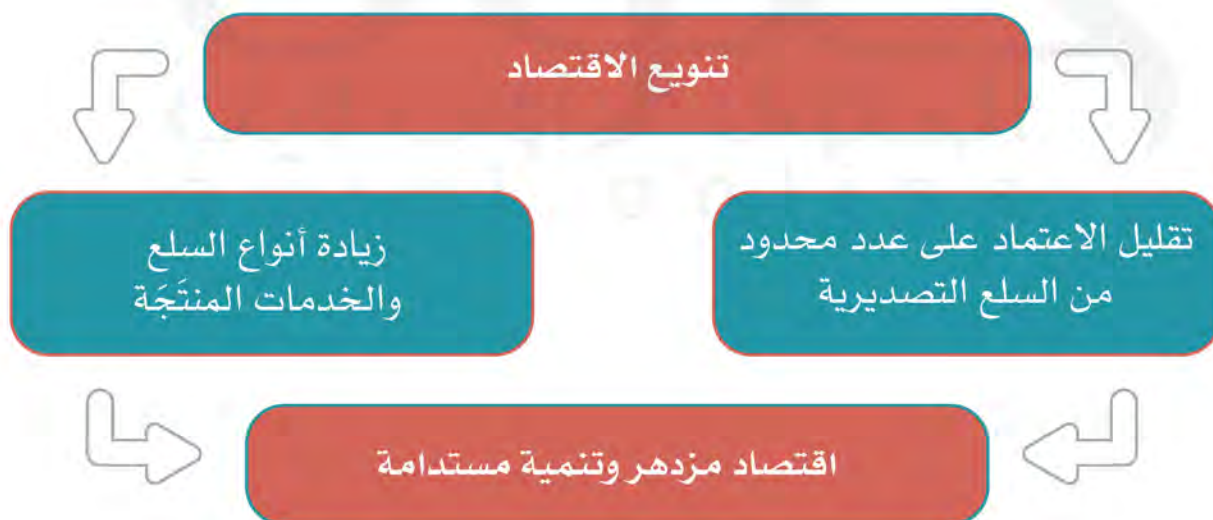 تنويع الاقتصاد
تقليل الاعتماد على عدد محدود
من السلع التصديرية
زيادة أنواع السلع
والخدمات المنتَجَة
اقتصاد مزدهر وتنمية مستدامة